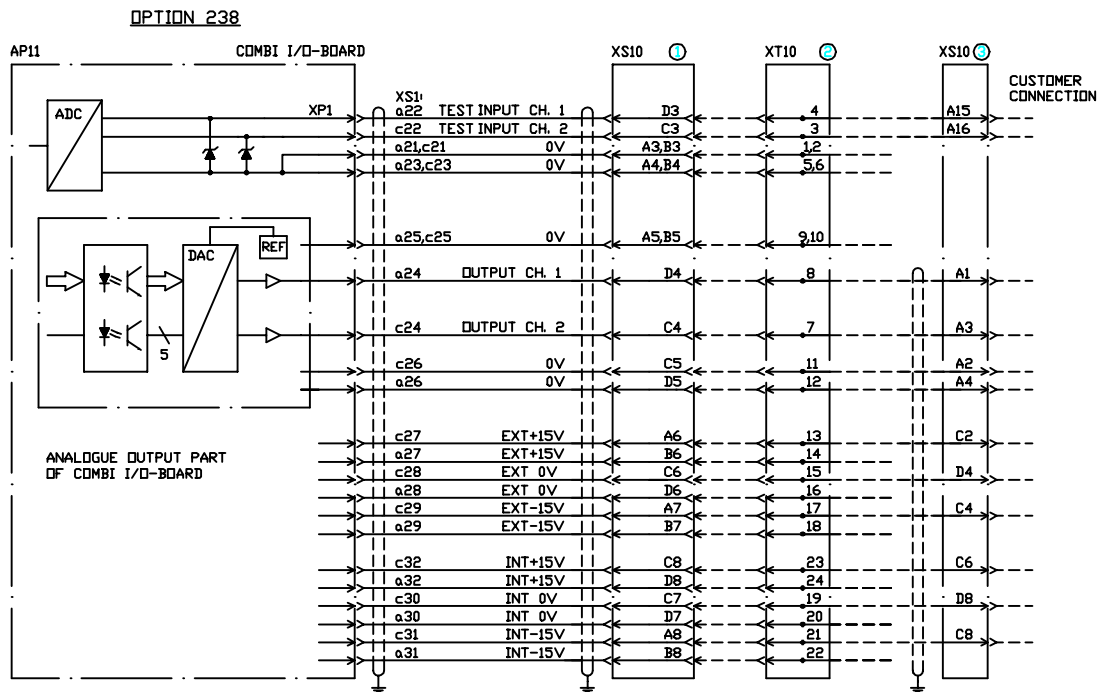 OPTION 238
AP11 COMBI I/O-BOARD XS10 1 XT10 2 XS10 3
CUSTOMER
CONNECTION
ADC XP1 XS1
a22 TEST INPUT CH. 1 D3 4 A15
c22 TEST INPUT CH. 2 C3 3 A16
a21,c21 0V A3,B3 1,2
a23,c23 0V A4,B4 5,6
a25,c25 0V A5,B5 9,10
DAC REF
a24 OUTPUT CH. 1 D4 8 A1
c24 OUTPUT CH. 2 C4 7 A3
5
c26 0V C5 11 A2
a26 0V D5 12 A4
ANALOGUE OUTPUT PART
OF COMBI I/O-BOARD
c27 EXT+15V A6 13 C2
a27 EXT+15V B6 14
c28 EXT 0V C6 15 D4
a28 EXT 0V D6 16
c29 EXT-15V A7 17 C4
a29 EXT-15V B7 18
c32 INT+15V C8 23 C6
a32 INT+15V D8 24
c30 INT 0V C7 19 D8
a30 INT 0V D7 20
c31 INT-15V A8 21 C8
a31 INT-15V B8 22